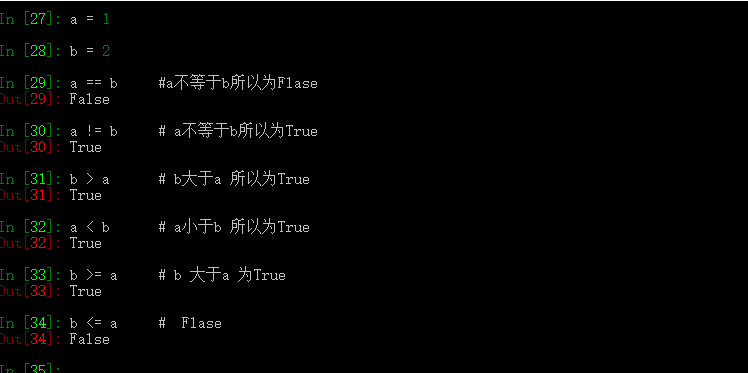 In [27]: a = 1
In [28]: b = 2
In [29]: a == b     #a不等于b所以为Flase
Out[29]: False
In [30]: a != b     # a不等于b所以为True
Out[30]: True
In [31]: b > a      # b大于a 所以为True
Out[31]: True
In [32]: a < b      # a小于b 所以为True
Out[32]: True
In [33]: b >= a     # b 大于a 为True
Out[33]: True
In [34]: b <= a     #  Flase
Out[34]: False
In [35]: